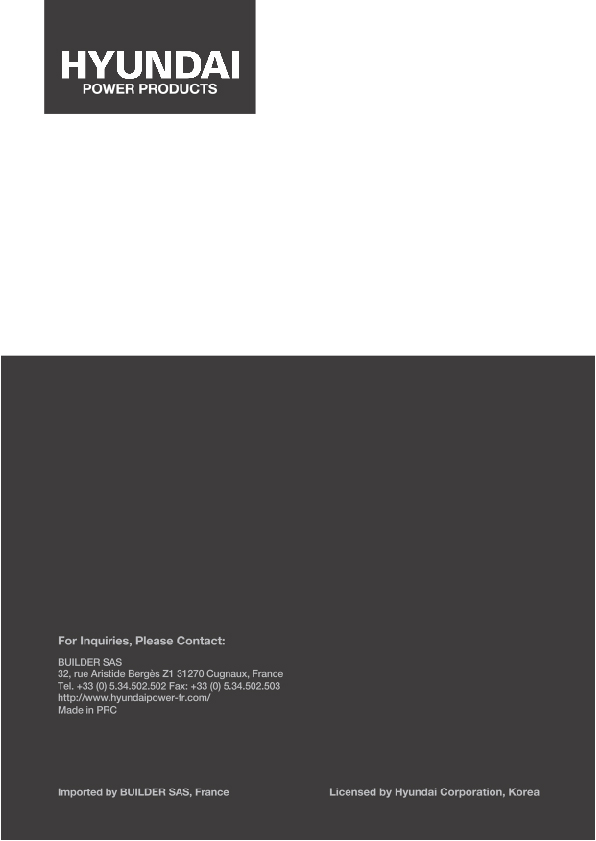 HYUNDAI
POWER PRODUCTS
For Inquiries, Please Contact:
BUILDER SAS
32, rue Aristide Bergès Z1 31270 Cugnaux, France
Tel. +33 (0) 5.34.502.502 Fax: +33 (0) 5.34.502.503
http://www.hyundaipower-fr.com/
Made in PRC
Imported by BUILDER SAS, France
Licensed by Hyundai Corporation, Korea